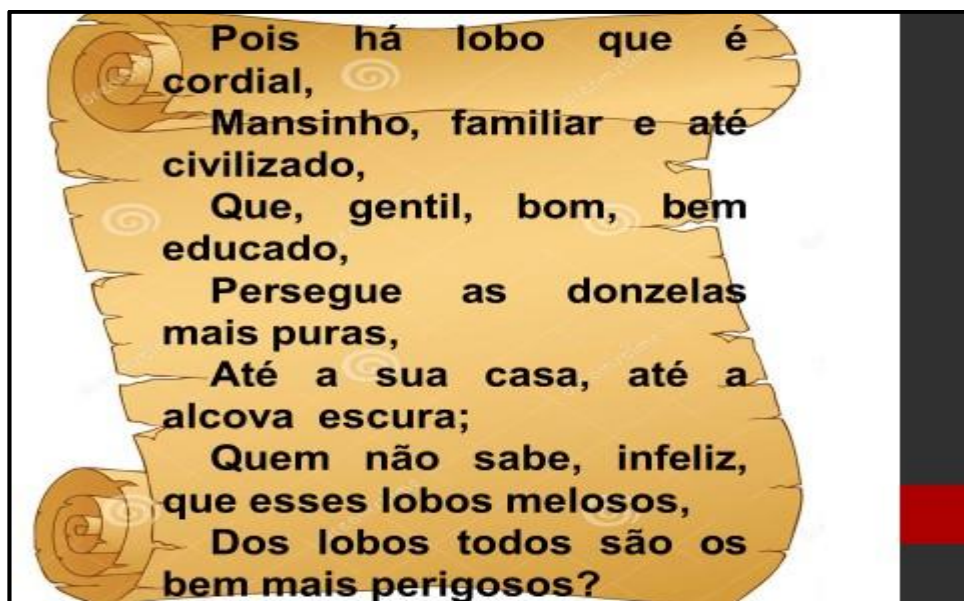 Pois há lobo que é
cordial,
Mansinho, familiar e até
civilizado,
Que, gentil, bom, bem
educado,
Persegue as donzelas
mais puras,
Até a sua casa, até a
alcova escura;
Quem não sabe, infeliz,
que esses lobos melosos,
Dos lobos todos são os
bem mais perigosos?